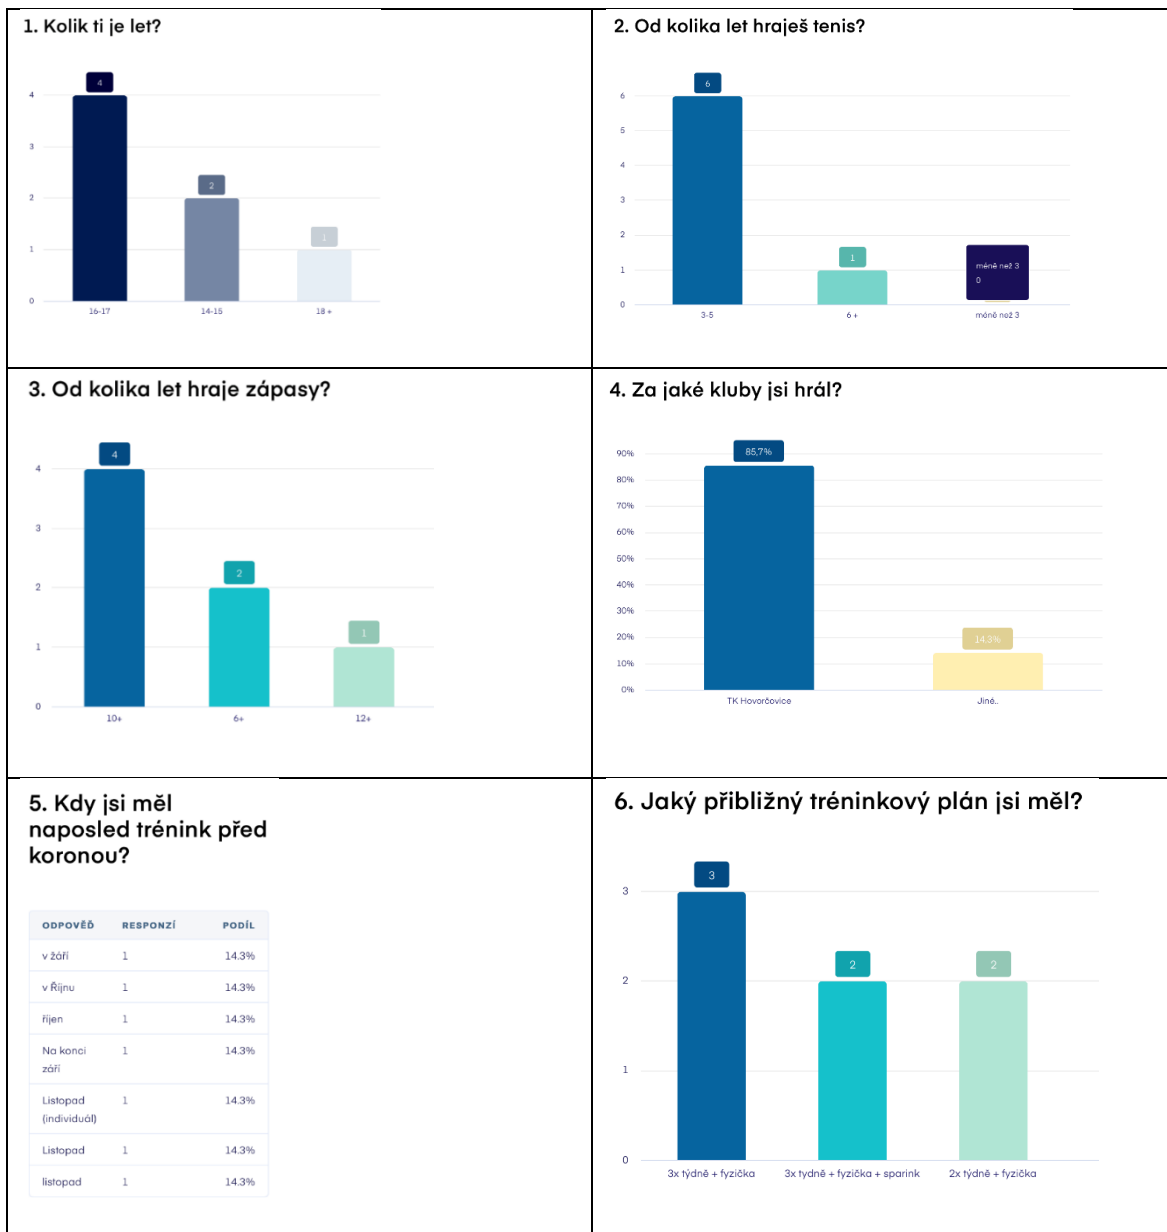 1. Kolik ti je let?
4
4
3
2
2
1
1
0
16-17
14-15
18 +
2. Od kolika let hraješ tenis?
6
6
5
4
3
2
1
1
méně než 3
0
0
3-5
6 +
méně než 3
3. Od kolika let hraje zápasy?
4
4
3
2
2
1
1
0
10+
6+
12+
4. Za jaké kluby jsi hrál?
90%
85,7%
80%
70%
60%
50%
40%
30%
20%
14.3%
10%
0%
TK Hovorčovice
Jiné..
5. Kdy jsi měl
naposled trénink před
koronou?
ODPOVĚĎ RESPONZÍ PODÍL
v září 1 14.3%
v Říjnu 1 14.3%
říjen 1 14.3%
Na konci 1 14.3%
září
Listopad 1 14.3%
(individuál)
Listopad 1 14.3%
listopad 1 14.3%
6. Jaký přibližný tréninkový plán jsi měl?
3
3
2
2
2
1
0
3x týdně + fyzička
3x týdně + fyzička + sparink
2x týdně + fyzička